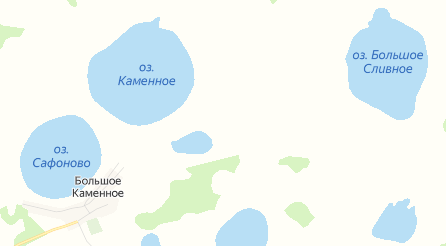 оз.
Каменное
оз. Большое
Сливное
оз.
Сафоново
Большое
Каменное